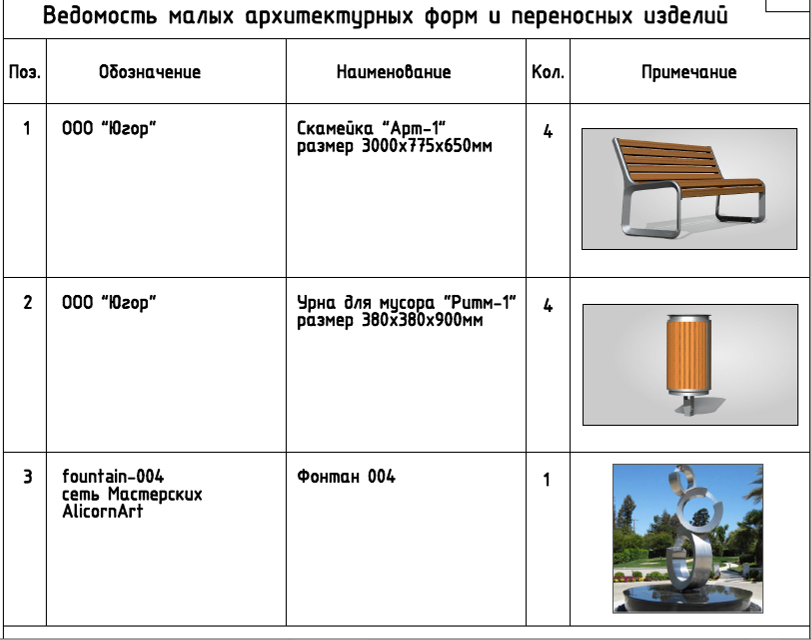 Ведомость малых архитектурных форм и переносных изделий
Поз. Обозначение Наименование Кол. Примечание
1 ООО "Югор" Скамейка "Арт-1" 4
размер 3000х775х650мм
2 ООО "Югор" Урна для мусора "Ритм-1" 4
размер 380х380х900мм
3 fountain-004 Фонтан 004 1
сеть Мастерских
AlicornArt